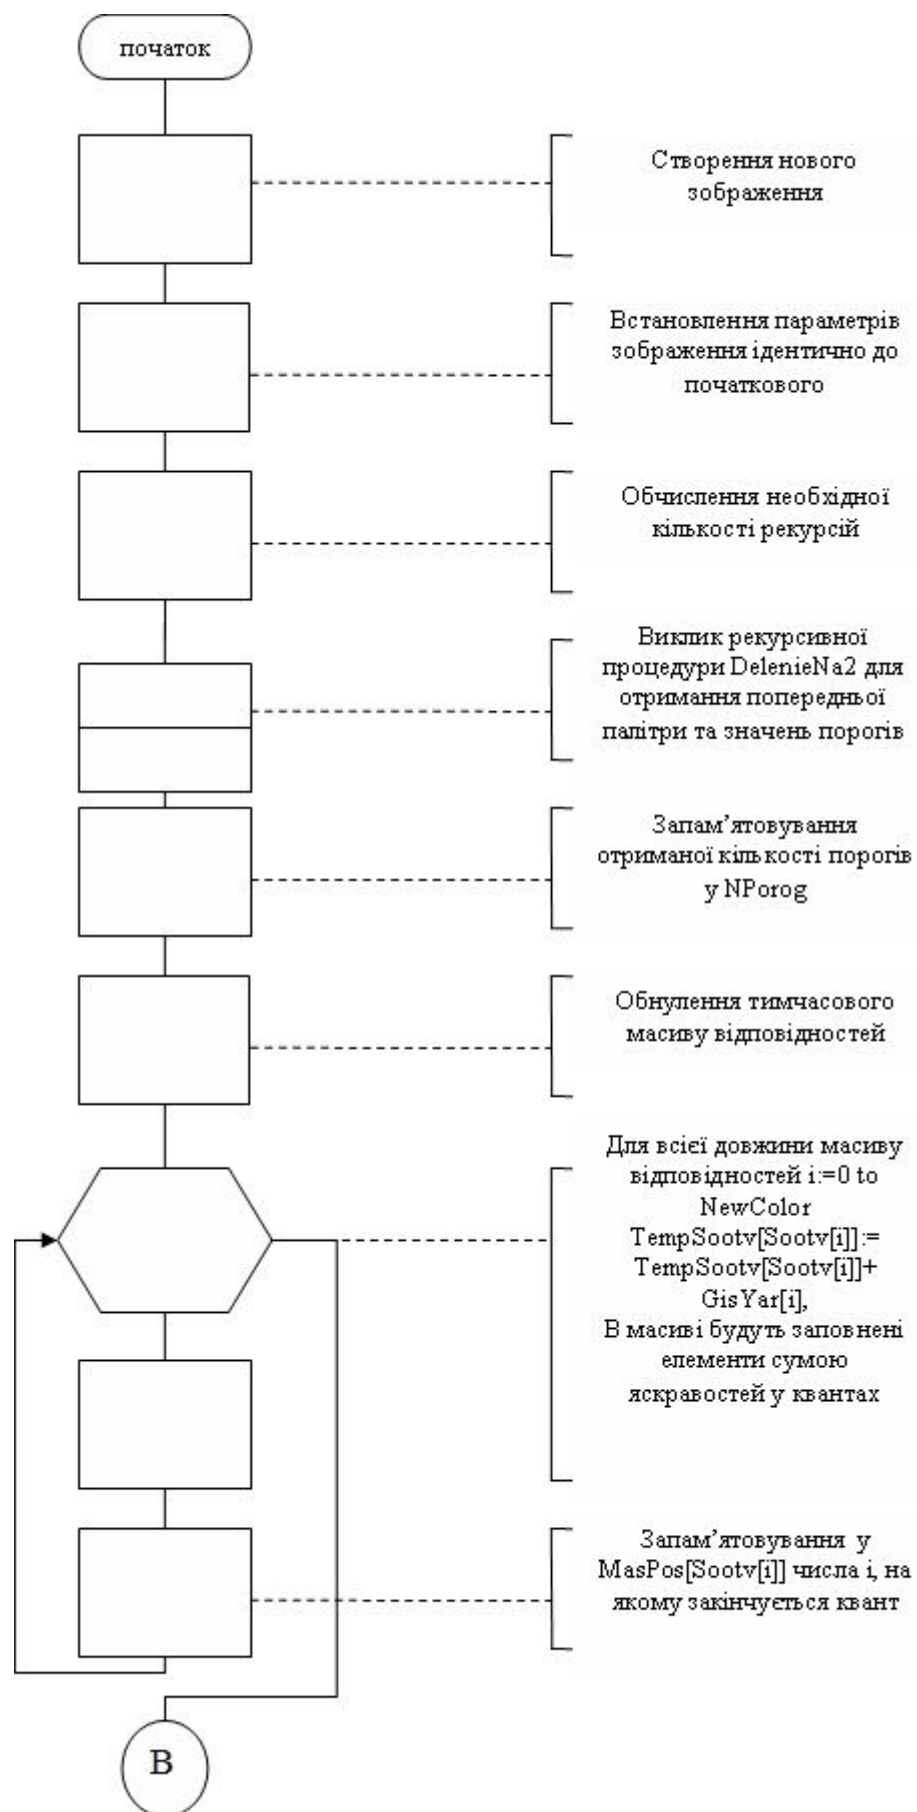 початок
Створення нового
зображення
Встановлення параметрів
зображення ідентично до
початкового
Обчислення необхідної
кількості рекурсій
Виклик рекурсивної
процедури DelenieNa2 для
отримання попередньої
палітри та значень порогів
Запам’ятовування
отриманої кількості порогів
у NPorog
Обнулення тимчасового
масиву відповідностей
Для всієї довжини масиву
відповідностей i:=0 to
NewColor
TempSootv[Sootv[i]]:=
TempSootv[Sootv[i]]+
GisYar[i],
В масиві будуть заповнені
елементи сумою
яскравостей у квантах
Запам’ятовування у
MasPos[Sootv[i]] числа i, на
якому закінчується квант
В